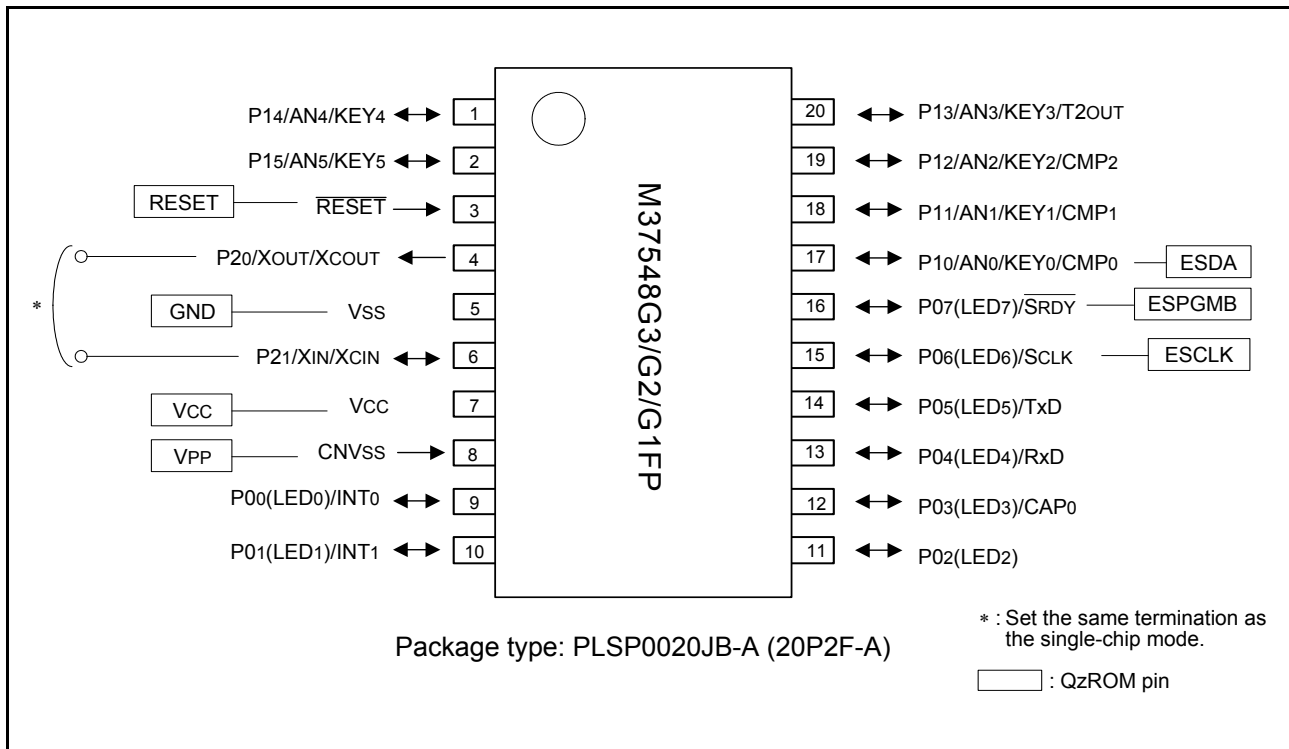 P14/AN4/KEY4 1
P15/AN5/KEY5 2
RESET RESET 3
P20/XOUT/XCOUT 4
*
GND VSS 5
P21/XIN/XCIN 6
VCC VCC 7
VPP CNVSS 8
P00(LED0)/INT0 9
P01(LED1)/INT1 10
M37548G3/G2/G1FP
20 P13/AN3/KEY3/T2OUT
19 P12/AN2/KEY2/CMP2
18 P11/AN1/KEY1/CMP1
17 P10/AN0/KEY0/CMP0 ESDA
16 P07(LED7)/SRDY ESPGMB
15 P06(LED6)/SCLK ESCLK
14 P05(LED5)/TxD
13 P04(LED4)/RxD
12 P03(LED3)/CAP0
11 P02(LED2)
Package type: PLSP0020JB-A (20P2F-A)
* : Set the same termination as
the single-chip mode.
: QzROM pin